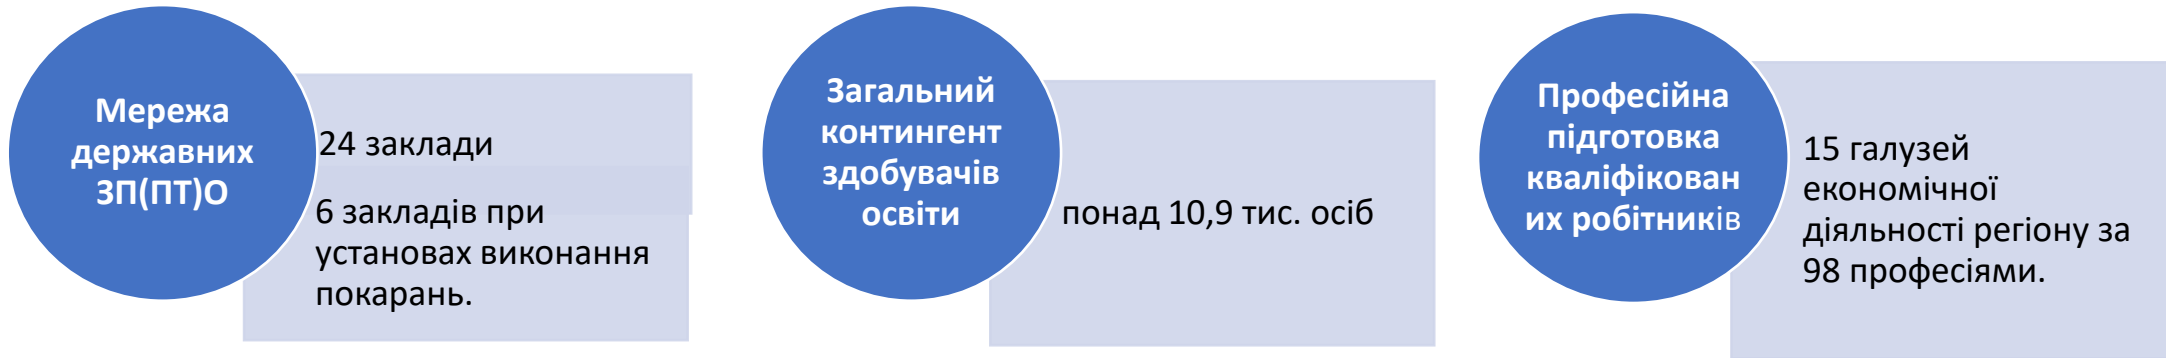 Мережа
державних
ЗП(ПТ)О
24 заклади
6 закладів при
установах виконання
покарань.
Загальний
контингент
здобувачів
освіти
понад 10,9 тис. осіб
Професійна
підготовка
кваліфікован
их робітників
15 галузей
економічної
діяльності регіону за
98 професіями.